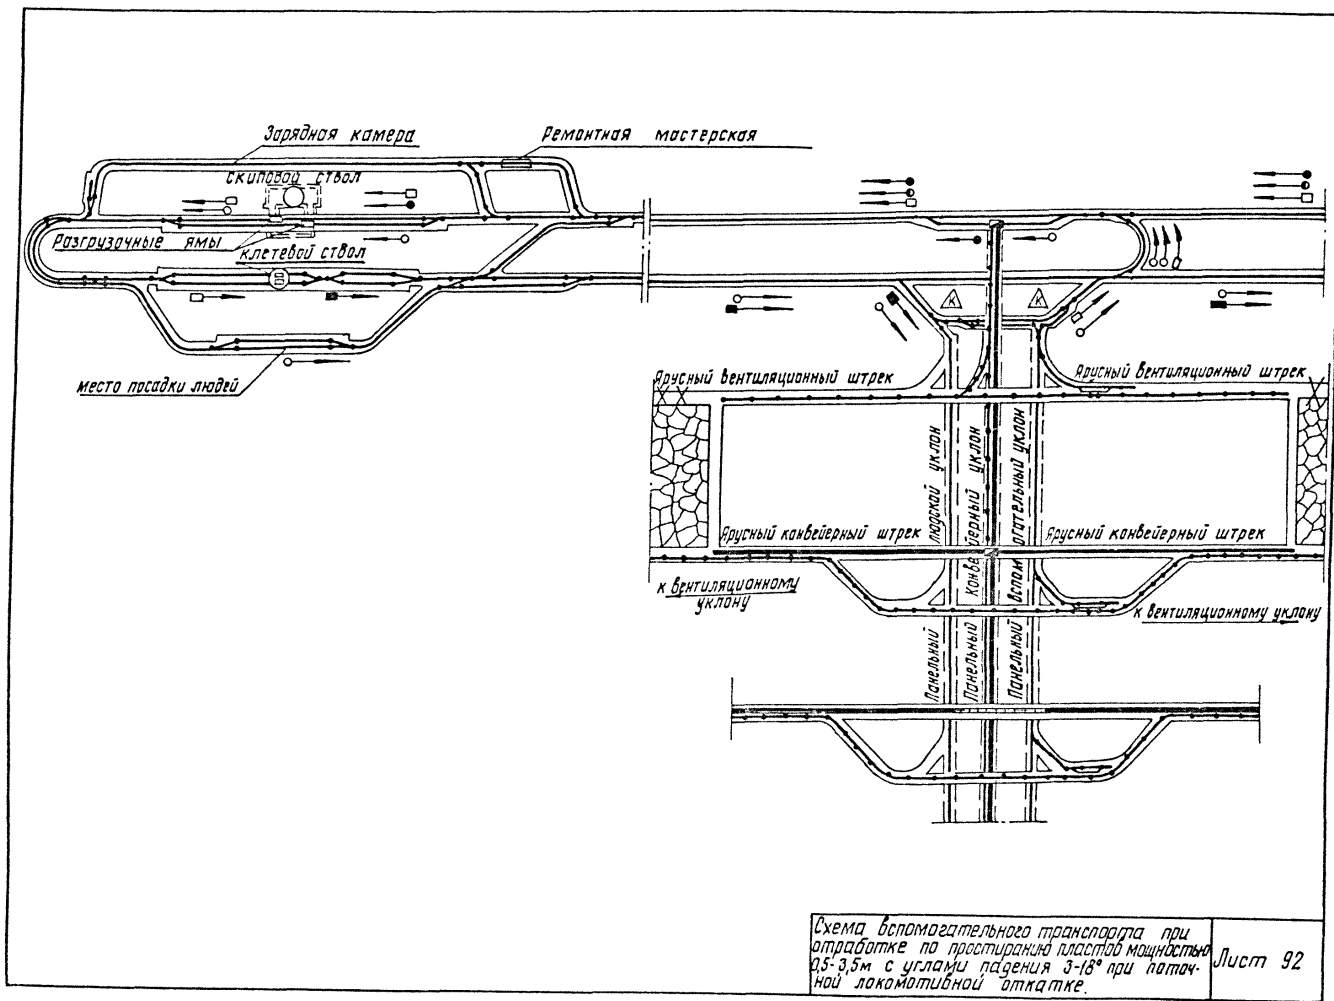 Зарядная камера
Ремонтная мастерская
скиповой ствол
Разгрузочные ямы
клетевой ствол
место посадки людей
К
К
Ярусный вентиляционный штрек
Ярусный вентиляционный штрек
Панельный людской уклон
Панельный конвейерный уклон
Панельный вспомогательный уклон
Ярусный конвейерный штрек
Ярусный конвейерный штрек
к вентиляционному
уклону
к вентиляционному уклону
Схема вспомогательного транспорта при
отработке по простиранию пластов мощностью
0,5-3,5м с углами падения 3-18° при поточ-
ной локомотивной откатке.
Лист 92